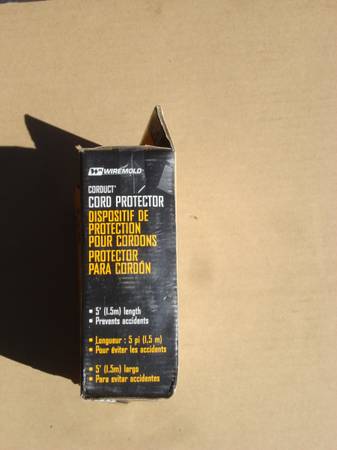 WIREMOLD
CORDUCT™
CORD PROTECTOR
DISPOSITIF DE
PROTECTION
POUR CORDONS
PROTECTOR
PARA CORDÓN
• 5' (1.5m) length
• Prevents accidents
• Longueur : 5 pi (1,5 m)
• Pour éviter les accidents
• 5' (1.5m) largo
• Para evitar accidentes